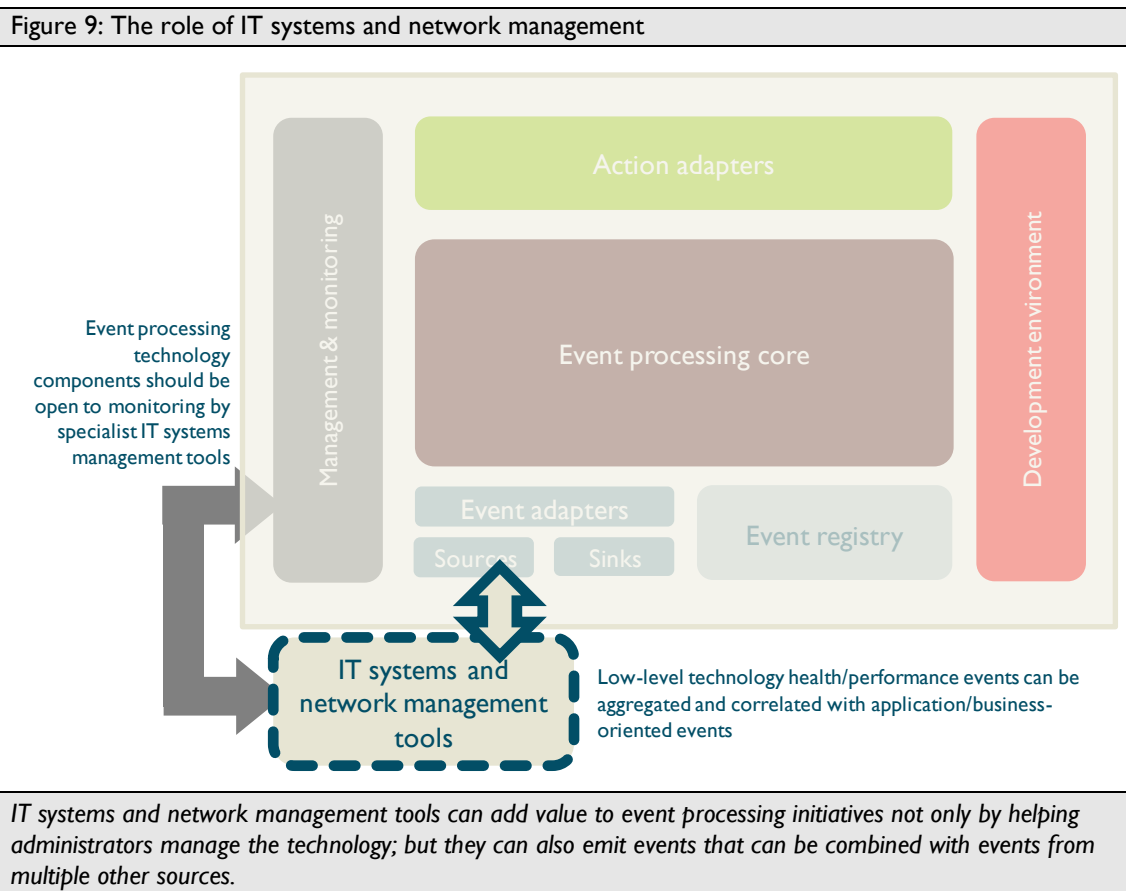 Figure 9: The role of IT systems and network management
Action adapters
Management & monitoring
Event processing core
Development environment
Event processing
technology
components should be
open to monitoring by
specialist IT systems
management tools
Event adapters
Sources
Sinks
Event registry
IT systems and
network management
tools
Low-level technology health/performance events can be
aggregated and correlated with application/business-
oriented events
IT systems and network management tools can add value to event processing initiatives not only by helping
administrators manage the technology; but they can also emit events that can be combined with events from
multiple other sources.